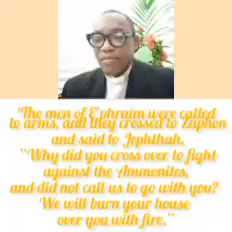 "The men of Ephraim were called
to arms, and they crossed to Zaphon
and said to Jephthah,
"Why did you cross over to fight
against the Ammonites,
and did not call us to go with you?
We will burn your house
over you with fire."